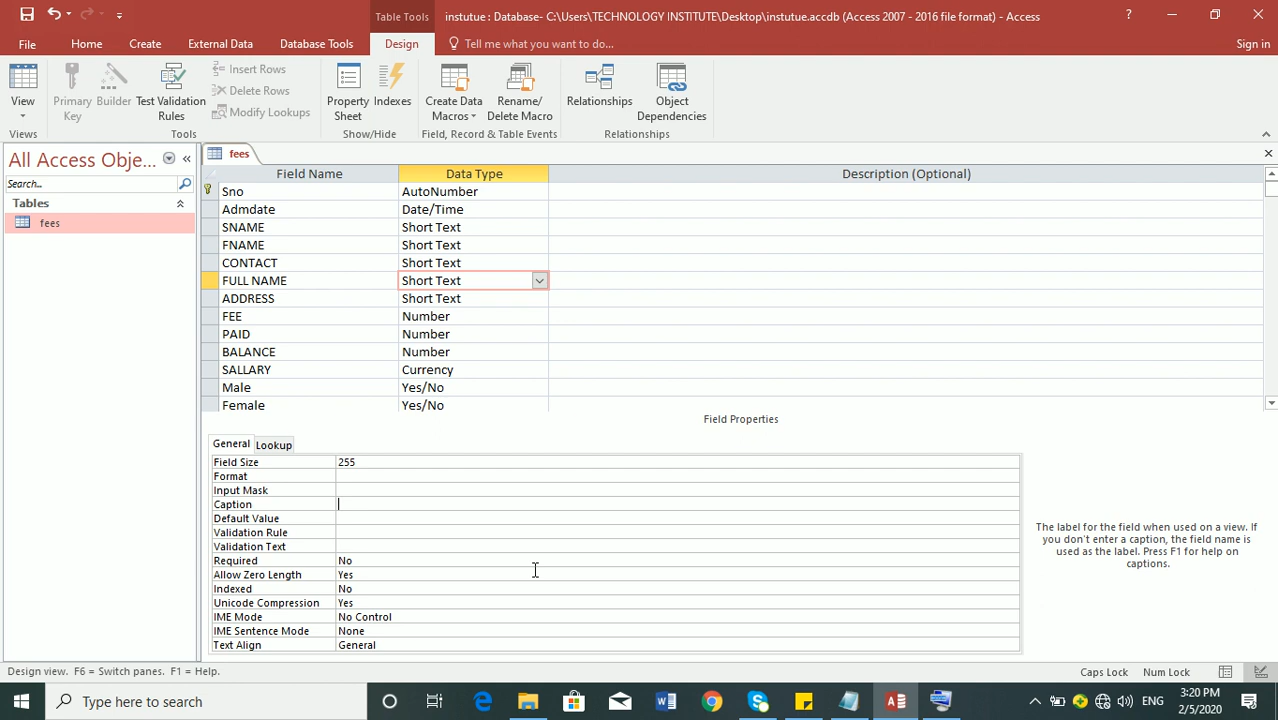 Table Tools
instutue : Database- C:\Users\TECHNOLOGY INSTITUTE\Desktop\instutue.accdb (Access 2007 - 2016 file format) - Access
?
File Home Create External Data Database Tools Design Tell me what you want to do... Sign in
View
Primary Key
Builder
Test Validation Rules
Insert Rows
Delete Rows
Modify Lookups
Property Sheet
Indexes
Create Data Macros
Rename/ Delete Macro
Relationships
Object Dependencies
Views Tools Show/Hide Field, Record & Table Events Relationships
All Access Obje...
Search...
Tables
fees
fees
Field Name Data Type Description (Optional)
Sno AutoNumber
Admdate Date/Time
SNAME Short Text
FNAME Short Text
CONTACT Short Text
FULL NAME Short Text
ADDRESS Short Text
FEE Number
PAID Number
BALANCE Number
SALLARY Currency
Male Yes/No
Female Yes/No
Field Properties
General Lookup
Field Size 255
Format
Input Mask
Caption
Default Value
Validation Rule
Validation Text
Required No
Allow Zero Length Yes
Indexed No
Unicode Compression Yes
IME Mode No Control
IME Sentence Mode None
Text Align General
The label for the field when used on a view. If
you don't enter a caption, the field name is
used as the label. Press F1 for help on
captions.
Design view. F6 = Switch panes. F1 = Help.
Caps Lock Num Lock
Type here to search
ENG
3:20 PM
2/5/2020